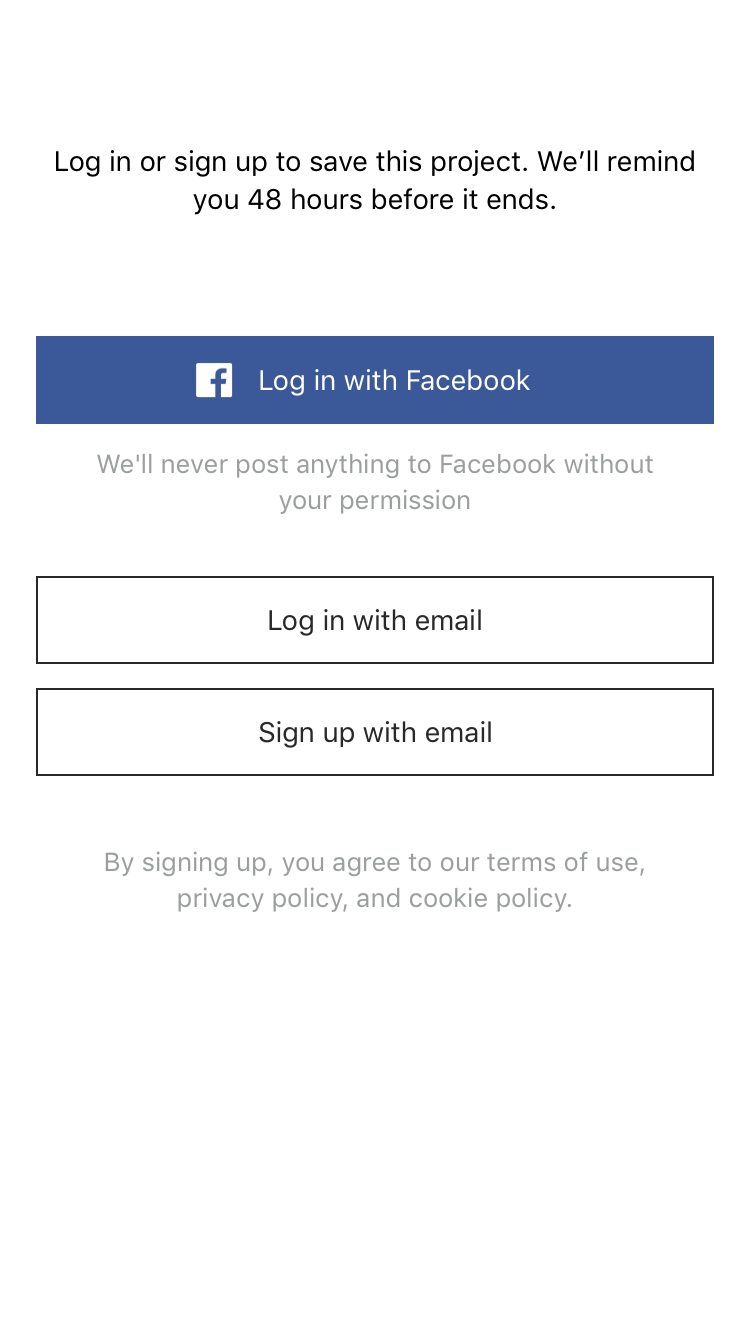 Log in or sign up to save this project. We’ll remind
you 48 hours before it ends.
Log in with Facebook
We'll never post anything to Facebook without
your permission
Log in with email
Sign up with email
By signing up, you agree to our terms of use,
privacy policy, and cookie policy.